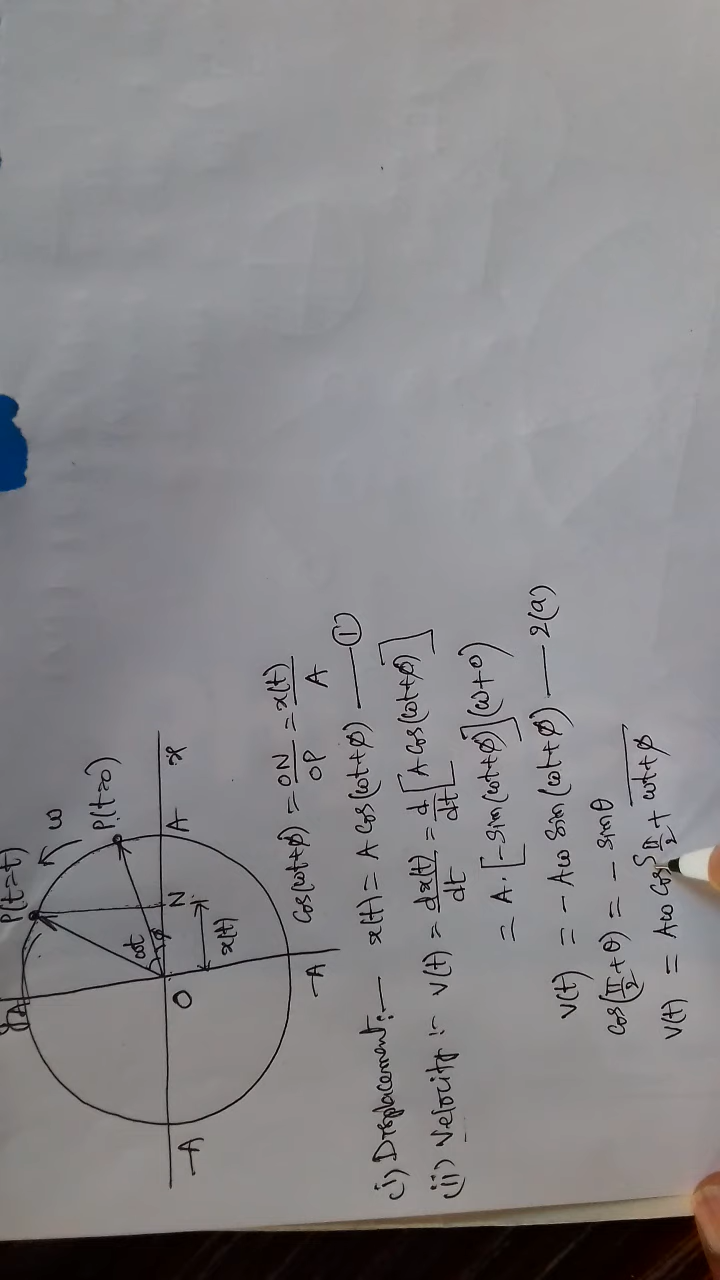 y
A
P(t=t)
ω
P(t=0)
ωt
φ
-A
O
N
A
x
x(t)
-A
cos(ωt+φ) = ON/OP = x(t)/A
(i) Displacement:— x(t) = A cos(ωt+φ) — (1)
(ii) Velocity :- v(t) = dx(t)/dt = d/dt [A cos(ωt+φ)]
= A·[-sin(ωt+φ)](ω+0)
v(t) = -Aω sin(ωt+φ) — 2(a)
cos(π/2+θ) = -sinθ
v(t) = Aω cos{π/2 + ωt+φ